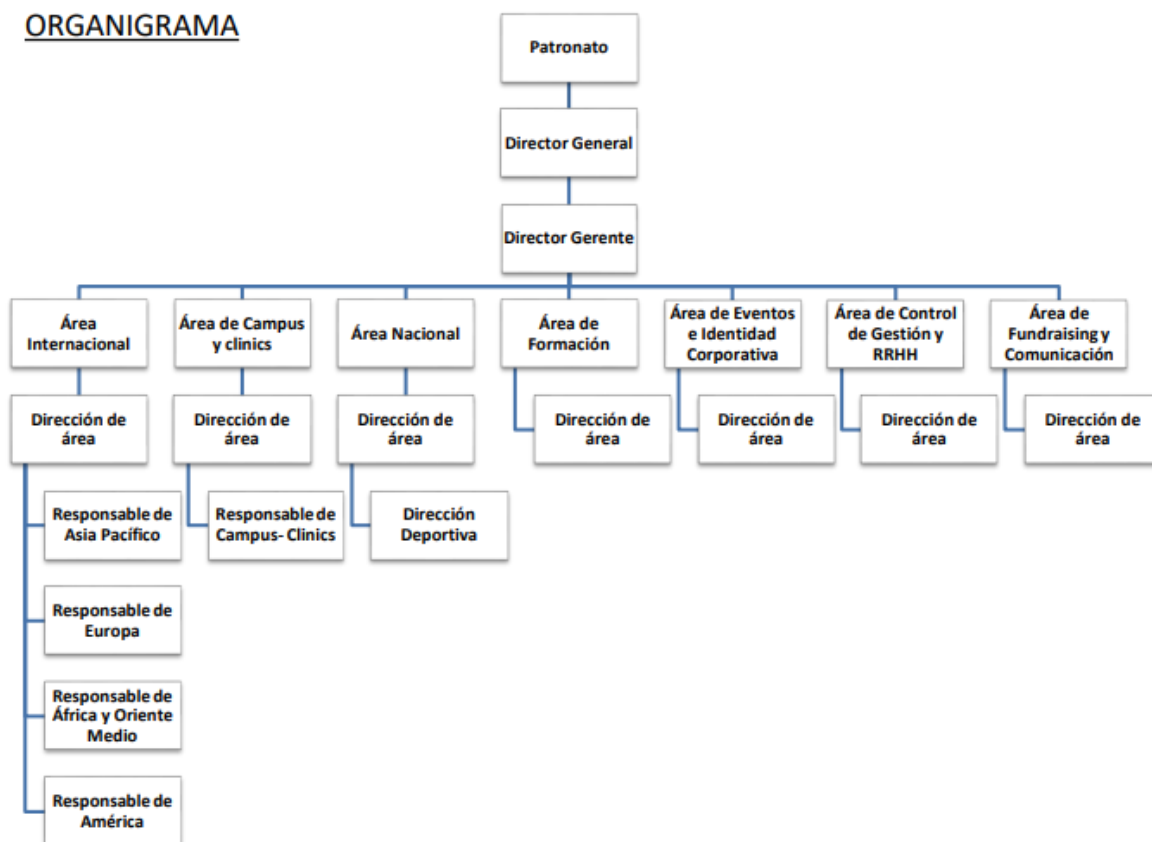 ORGANIGRAMA
Patronato
Director General
Director Gerente
Área
Internacional
Área de Campus
y clinics
Área Nacional
Área de
Formación
Área de Eventos
e Identidad
Corporativa
Área de Control
de Gestión y
RRHH
Área de
Fundraising y
Comunicación
Dirección de
área
Dirección de
área
Dirección de
área
Dirección de
área
Dirección de
área
Dirección de
área
Dirección de
área
Responsable de
Asia Pacífico
Responsable de
Campus- Clinics
Dirección
Deportiva
Responsable de
Europa
Responsable de
África y Oriente
Medio
Responsable de
América